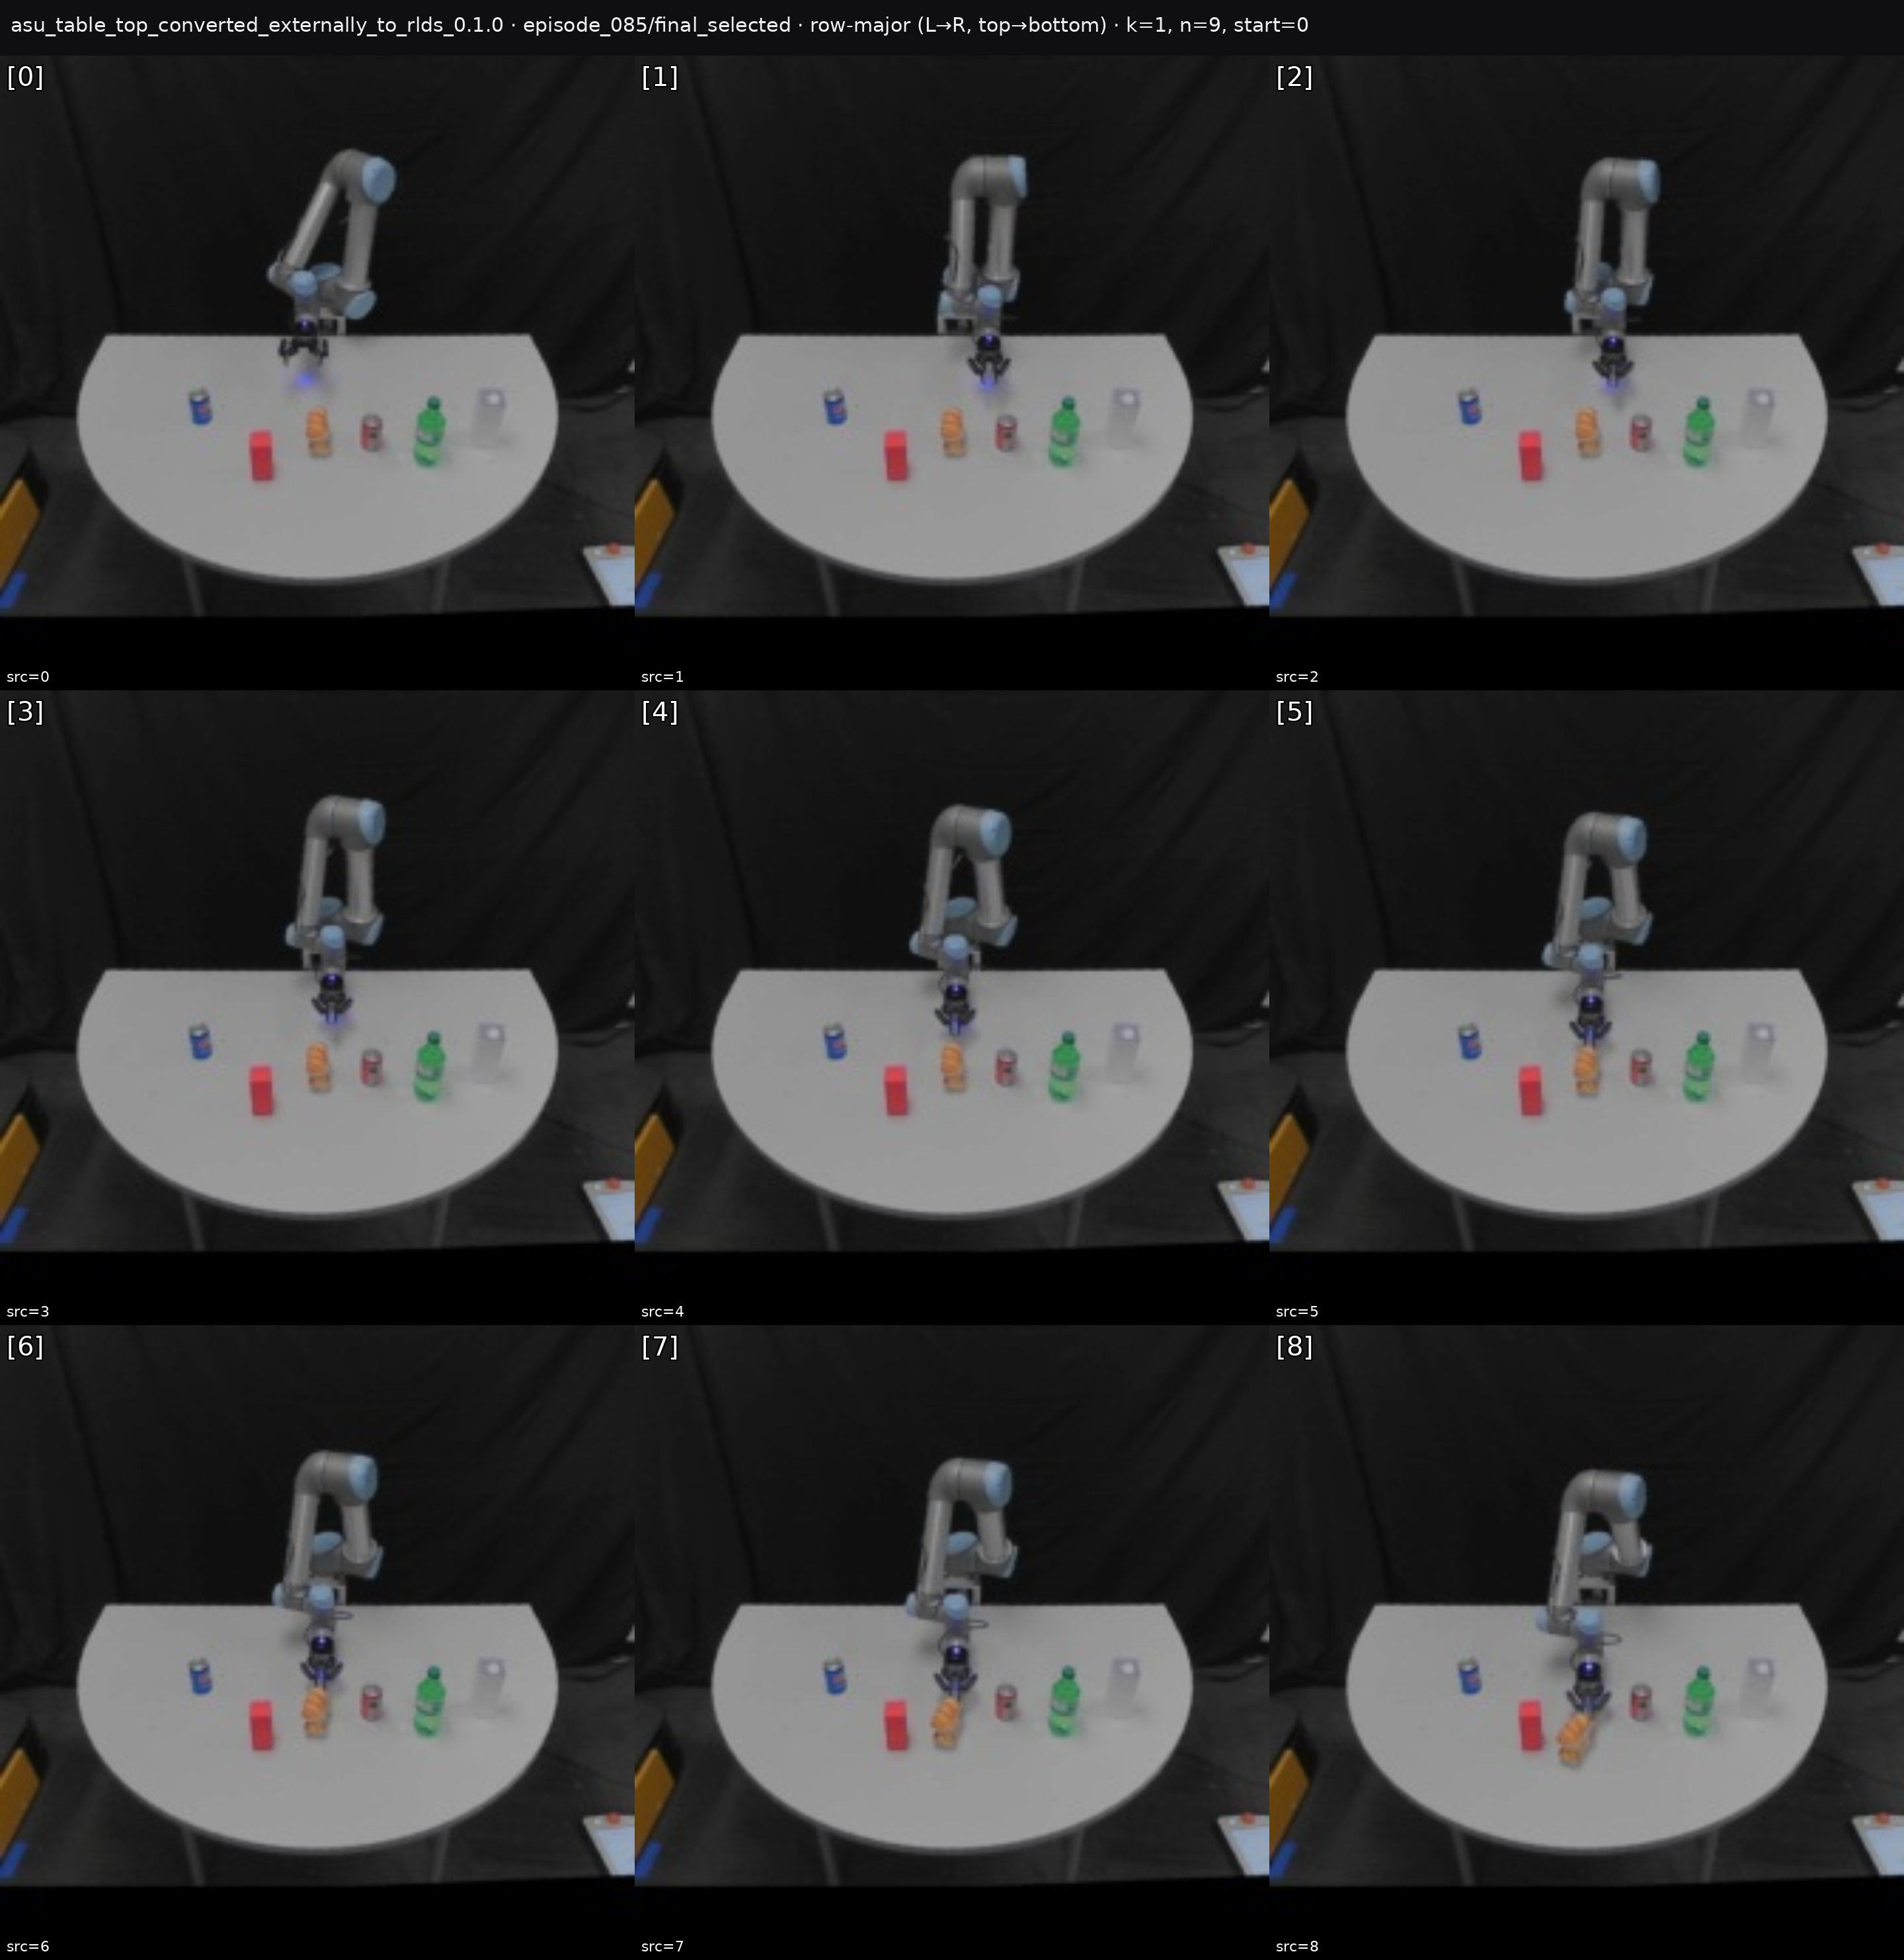 asu_table_top_converted_externally_to_rlds_0.1.0 · episode_085/final_selected · row-major (L→R, top→bottom) · k=1, n=9, start=0
[0]
[1]
[2]
src=0
src=1
src=2
[3]
[4]
[5]
src=3
src=4
src=5
[6]
[7]
[8]
src=6
src=7
src=8